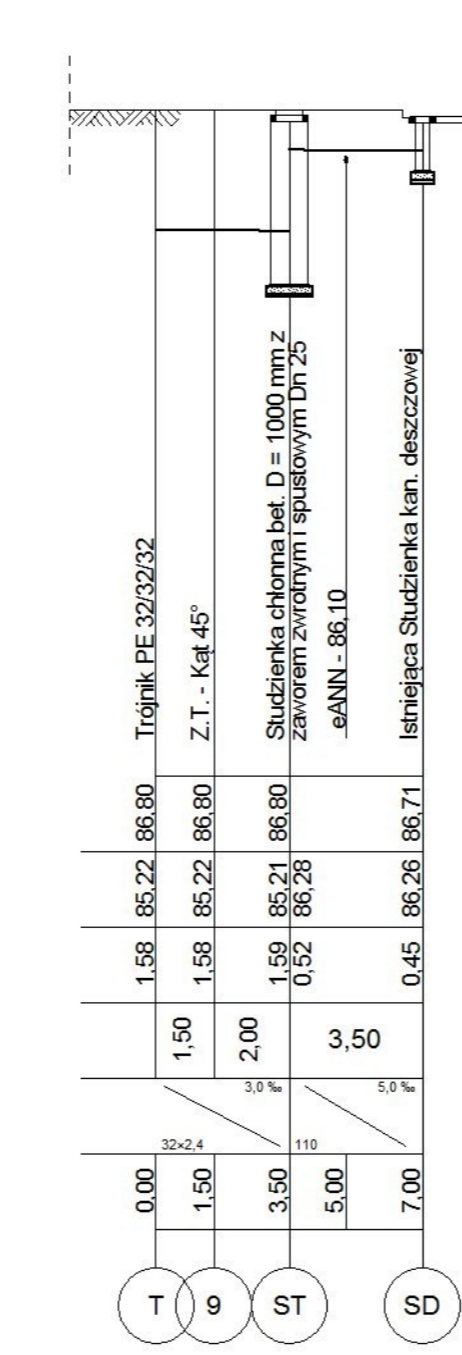 Trójnik PE 32/32/32
Z.T. - Kąt 45°
Studzienka chłonna bet. D = 1000 mm z
zaworem zwrotnym i spustowym Dn 25
eANN - 86,10
Istniejąca Studzienka kan. deszczowej
86,80 86,80 86,80 86,71
85,22 85,22 85,21 86,28 86,26
1,58 1,58 1,59 0,52 0,45
1,50 2,00 3,50
3,0 ‰ 5,0 ‰
32×2,4 110
0,00 1,50 3,50 5,00 7,00
T 9 ST SD